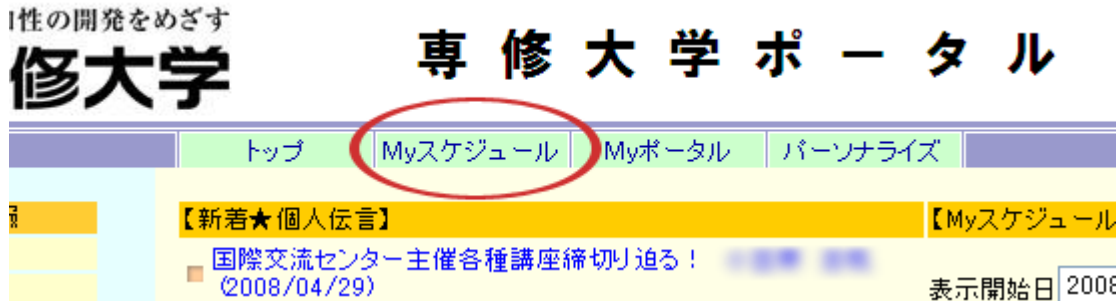 性の開発をめざす
修大学
専修大学ポータル
トップ Myスケジュール Myポータル パーソナライズ
【新着★個人伝言】 【Myスケジュール
国際交流センター主催各種講座締切り迫る！
(2008/04/29)
表示開始日 2008